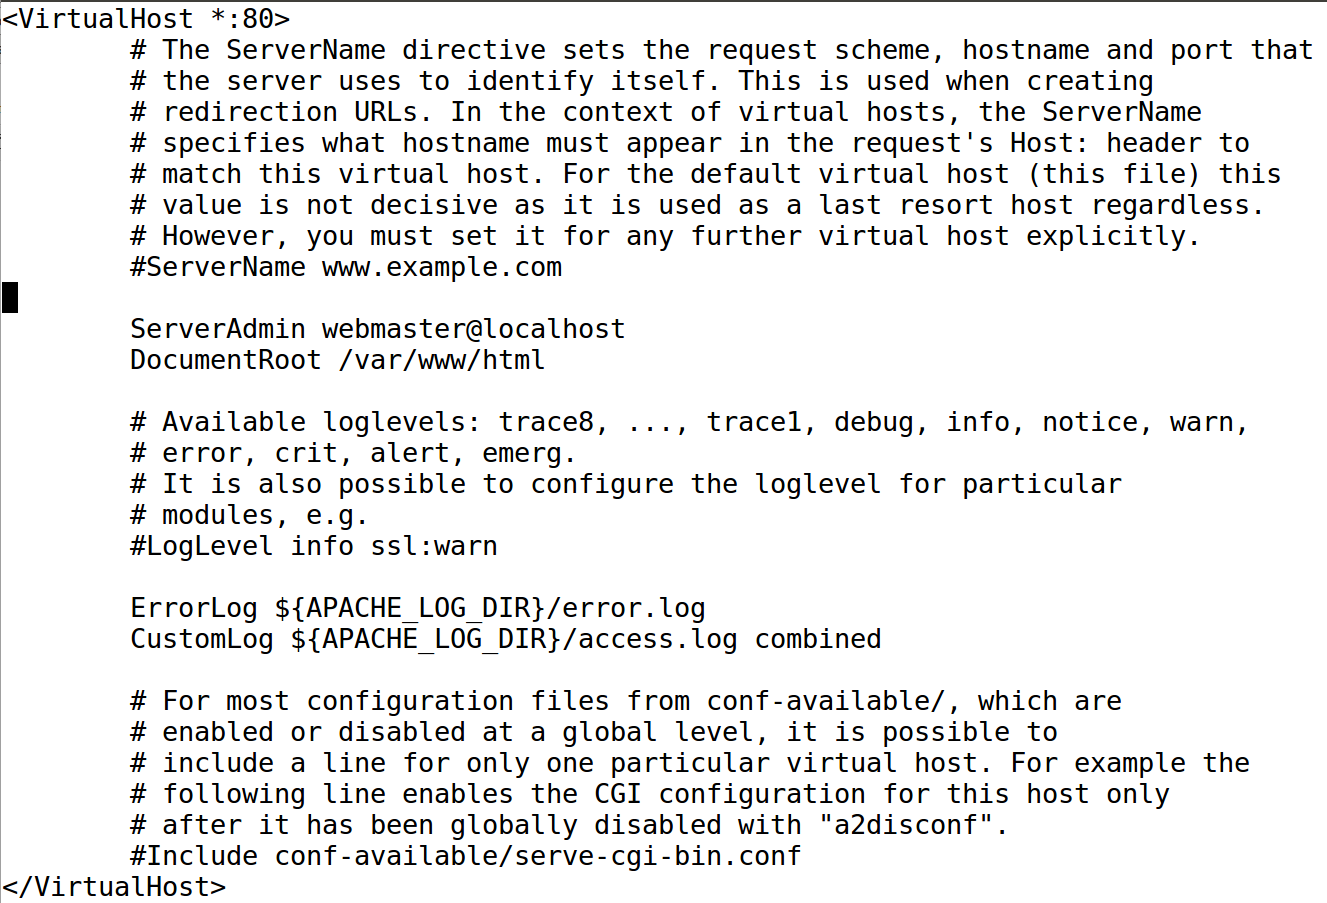 <VirtualHost *:80>
        # The ServerName directive sets the request scheme, hostname and port that
        # the server uses to identify itself. This is used when creating
        # redirection URLs. In the context of virtual hosts, the ServerName
        # specifies what hostname must appear in the request's Host: header to
        # match this virtual host. For the default virtual host (this file) this
        # value is not decisive as it is used as a last resort host regardless.
        # However, you must set it for any further virtual host explicitly.
        #ServerName www.example.com

        ServerAdmin webmaster@localhost
        DocumentRoot /var/www/html

        # Available loglevels: trace8, ..., trace1, debug, info, notice, warn,
        # error, crit, alert, emerg.
        # It is also possible to configure the loglevel for particular
        # modules, e.g.
        #LogLevel info ssl:warn

        ErrorLog ${APACHE_LOG_DIR}/error.log
        CustomLog ${APACHE_LOG_DIR}/access.log combined

        # For most configuration files from conf-available/, which are
        # enabled or disabled at a global level, it is possible to
        # include a line for only one particular virtual host. For example the
        # following line enables the CGI configuration for this host only
        # after it has been globally disabled with "a2disconf".
        #Include conf-available/serve-cgi-bin.conf
</VirtualHost>